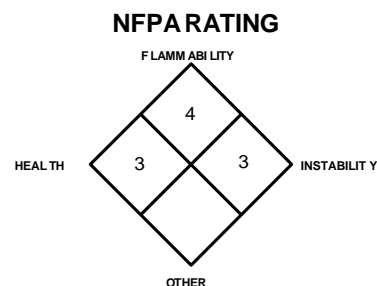 NFPA RATING
FLAMMABILITY
4
HEALTH 3 3 INSTABILITY
OTHER